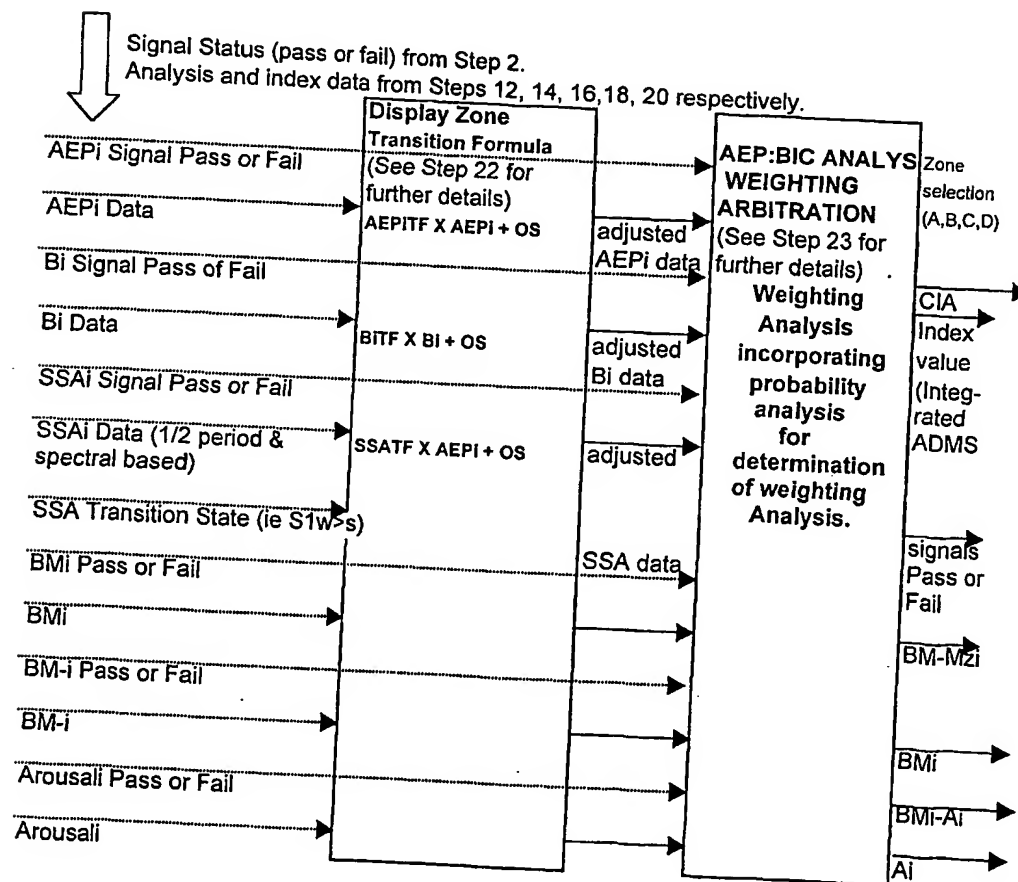 Signal Status (pass or fail) from Step 2.
Analysis and index data from Steps 12, 14, 16,18, 20 respectively.
AEPi Signal Pass or Fail
AEPi Data
Bi Signal Pass of Fail
Bi Data
SSAi Signal Pass or Fail
SSAi Data (1/2 period &
spectral based)
SSA Transition State (ie S1w>s)
BMi Pass or Fail
BMi
BM-i Pass or Fail
BM-i
Arousali Pass or Fail
Arousali
Display Zone
Transition Formula
(See Step 22 for
further details)
AEPITF X AEPi + OS
BITF X BI + OS
SSATF X AEPi + OS
adjusted
AEPi data
adjusted
Bi data
adjusted
SSA data
AEP:BIC ANALYS
WEIGHTING
ARBITRATION
(See Step 23 for
further details)
Weighting
Analysis
incorporating
probability
analysis
for
determination
of weighting
Analysis.
Zone
selection
(A,B,C,D)
CIA
Index
value
(Integ-
rated
ADMS
signals
Pass or
Fail
BM-Mzi
BMi
BMi-Ai
Ai